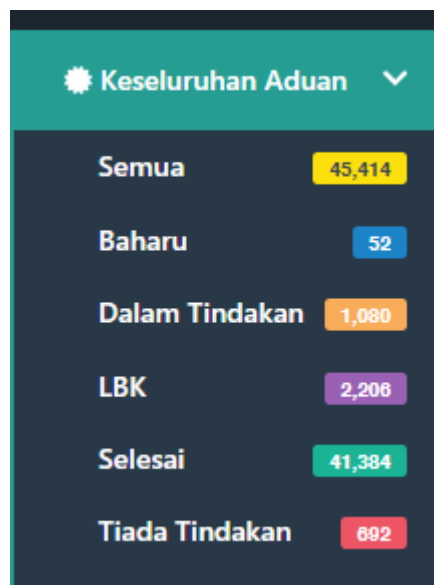 Keseluruhan Aduan
Semua 45,414
Baharu 52
Dalam Tindakan 1,080
LBK 2,206
Selesai 41,384
Tiada Tindakan 692